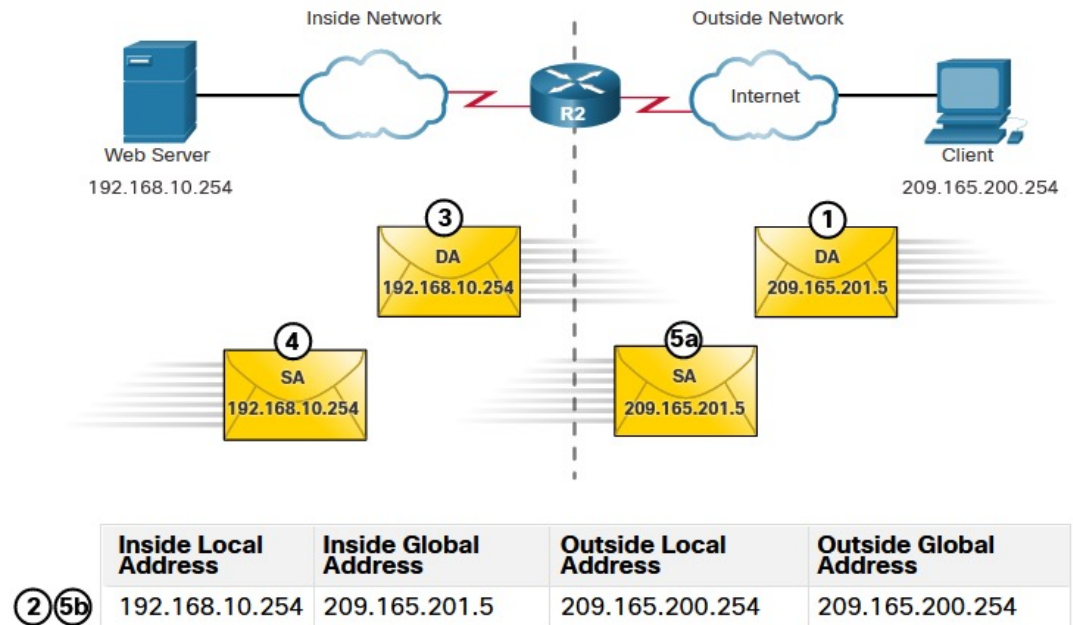 Inside Network
Outside Network
Internet
R2
Web Server
192.168.10.254
Client
209.165.200.254
3
DA
192.168.10.254
1
DA
209.165.201.5
4
SA
192.168.10.254
5a
SA
209.165.201.5
Inside Local Address
Inside Global Address
Outside Local Address
Outside Global Address
2 5b 192.168.10.254 209.165.201.5 209.165.200.254 209.165.200.254